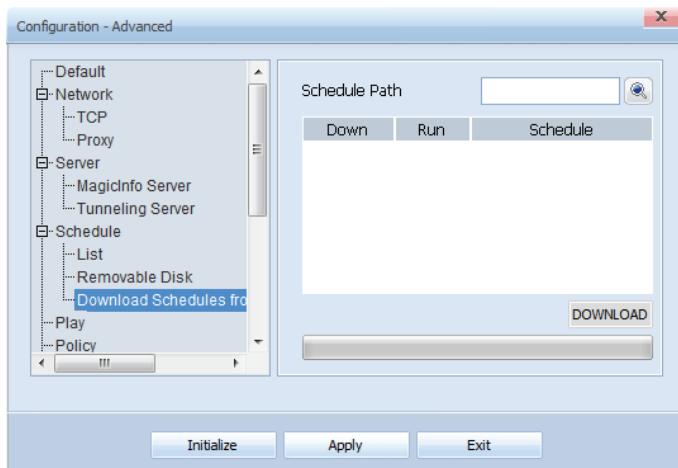 Configuration - Advanced
Default
Network
TCP
Proxy
Server
MagicInfo Server
Tunneling Server
Schedule
List
Removable Disk
Download Schedules fro
Play
Policy
Schedule Path
Down Run Schedule
DOWNLOAD
Initialize Apply Exit